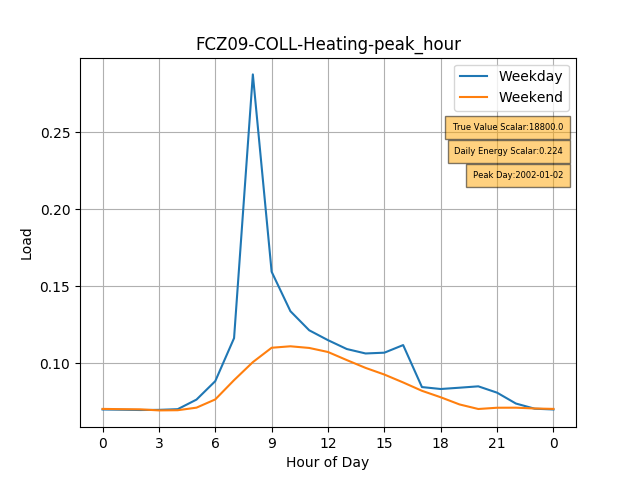 FCZ09-COLL-Heating-peak_hour
Weekday
Weekend
True Value Scalar:18800.0
Daily Energy Scalar:0.224
Peak Day:2002-01-02
0.25
0.20
0.15
0.10
Load
0 3 6 9 12 15 18 21 0
Hour of Day